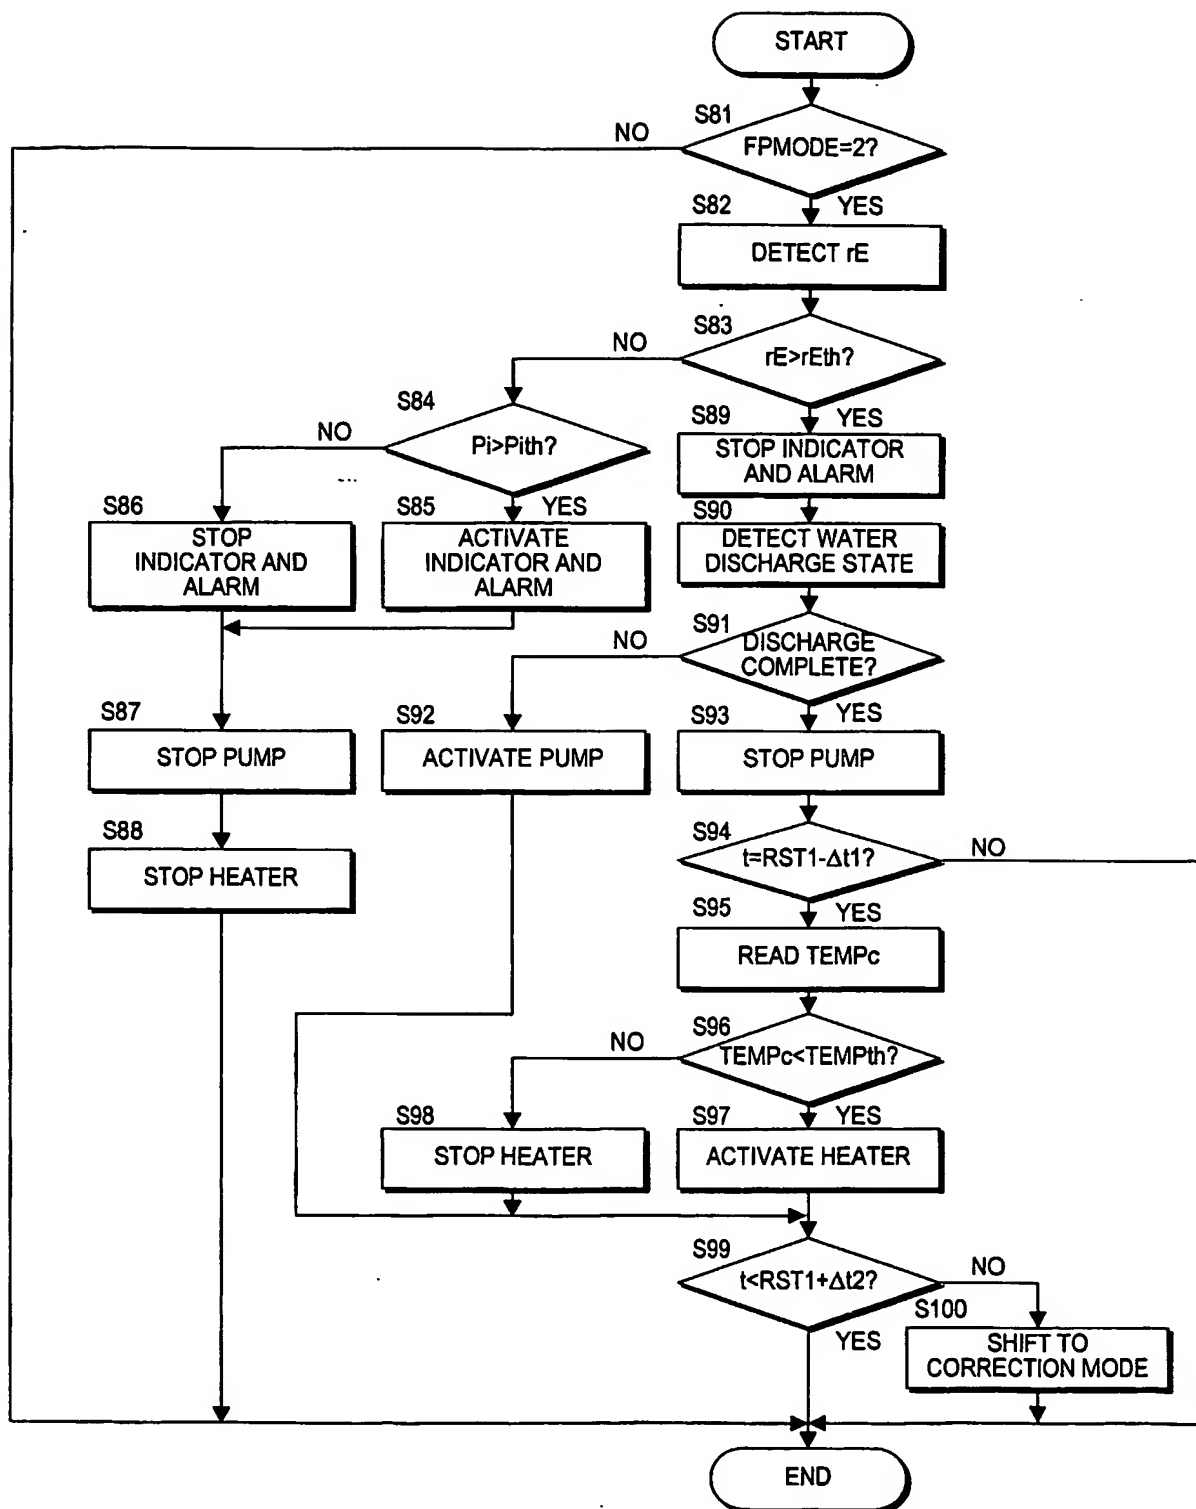 START
S81
NO
FPMODE=2?
YES
S82
DETECT rE
S83
NO
rE>rEth?
YES
S84
NO
Pi>Pith?
YES
S89
STOP INDICATOR
AND ALARM
S86
STOP
INDICATOR AND
ALARM
S85
ACTIVATE
INDICATOR AND
ALARM
S90
DETECT WATER
DISCHARGE STATE
S91
NO
DISCHARGE
COMPLETE?
YES
S87
STOP PUMP
S92
ACTIVATE PUMP
S93
STOP PUMP
S88
STOP HEATER
S94
t=RST1-Δt1?
NO
YES
S95
READ TEMPc
S96
NO
TEMPc<TEMPth?
YES
S98
STOP HEATER
S97
ACTIVATE HEATER
S99
t<RST1+Δt2?
NO
YES
S100
SHIFT TO
CORRECTION MODE
END